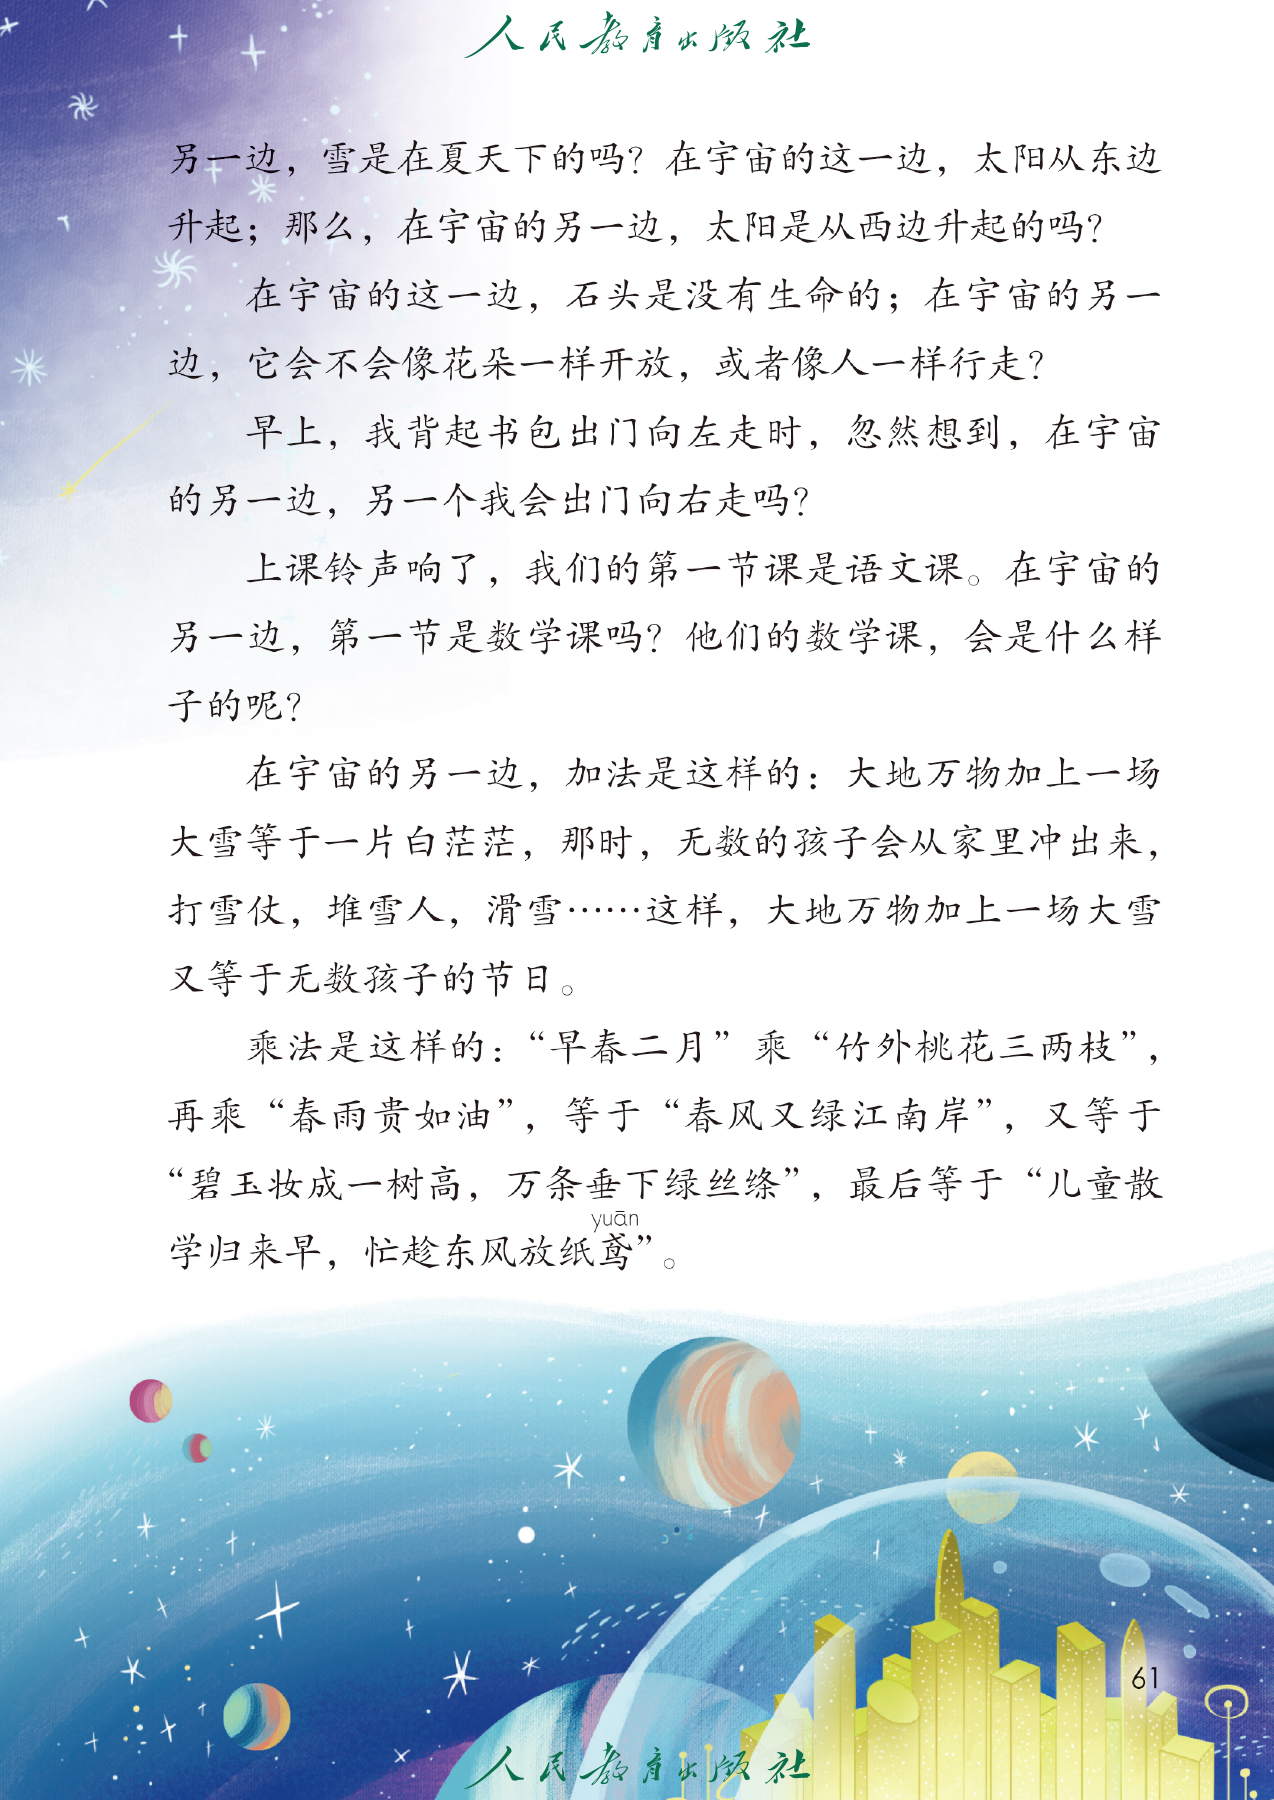 人民教育出版社
另一边，雪是在夏天下的吗？在宇宙的这一边，太阳从东边
升起；那么，在宇宙的另一边，太阳是从西边升起的吗？
在宇宙的这一边，石头是没有生命的；在宇宙的另一
边，它会不会像花朵一样开放，或者像人一样行走？
早上，我背起书包出门向左走时，忽然想到，在宇宙
的另一边，另一个我会出门向右走吗？
上课铃声响了，我们的第一节课是语文课。在宇宙的
另一边，第一节是数学课吗？他们的数学课，会是什么样
子的呢？
在宇宙的另一边，加法是这样的：大地万物加上一场
大雪等于一片白茫茫，那时，无数的孩子会从家里冲出来，
打雪仗，堆雪人，滑雪……这样，大地万物加上一场大雪
又等于无数孩子的节日。
乘法是这样的：“早春二月”乘“竹外桃花三两枝”，
再乘“春雨贵如油”，等于“春风又绿江南岸”，又等于
“碧玉妆成一树高，万条垂下绿丝绦”，最后等于“儿童散
yuān
学归来早，忙趁东风放纸鸢”。
61
人民教育出版社